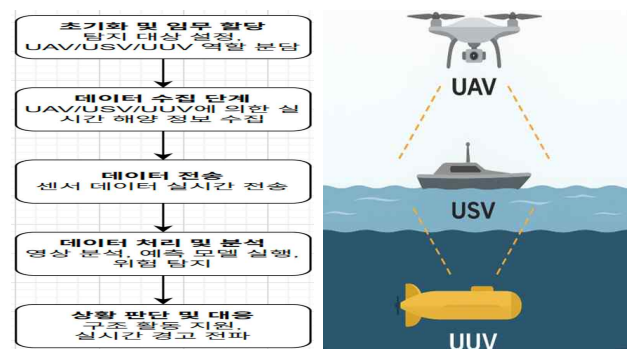 초기화 및 임무 할당
탐지 대상 설정,
UAV/USV/UUV 역할 분담
데이터 수집 단계
UAV/USV/UUV에 의한 실
시간 해양 정보 수집
데이터 전송
센서 데이터 실시간 전송
데이터 처리 및 분석
영상 분석, 예측 모델 실행,
위험 탐지
상황 판단 및 대응
구조 활동 지원,
실시간 경고 전파
UAV
USV
UUV